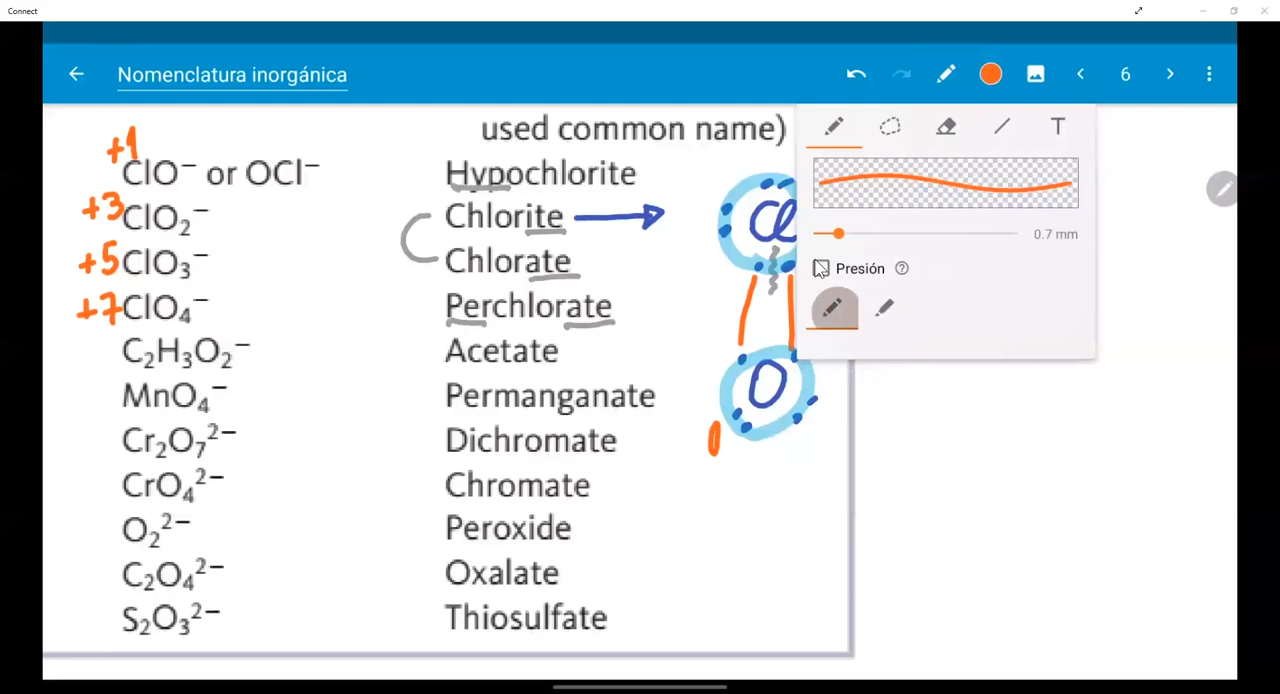 Connect
Nomenclatura inorgánica
6
T
0.7 mm
Presión
used common name)
+1
ClO⁻ or OCl⁻ Hypochlorite
+3 ClO₂⁻ Chlorite
+5 ClO₃⁻ Chlorate
+7 ClO₄⁻ Perchlorate
C₂H₃O₂⁻ Acetate
MnO₄⁻ Permanganate
Cr₂O₇²⁻ Dichromate
CrO₄²⁻ Chromate
O₂²⁻ Peroxide
C₂O₄²⁻ Oxalate
S₂O₃²⁻ Thiosulfate
Cl
O
0